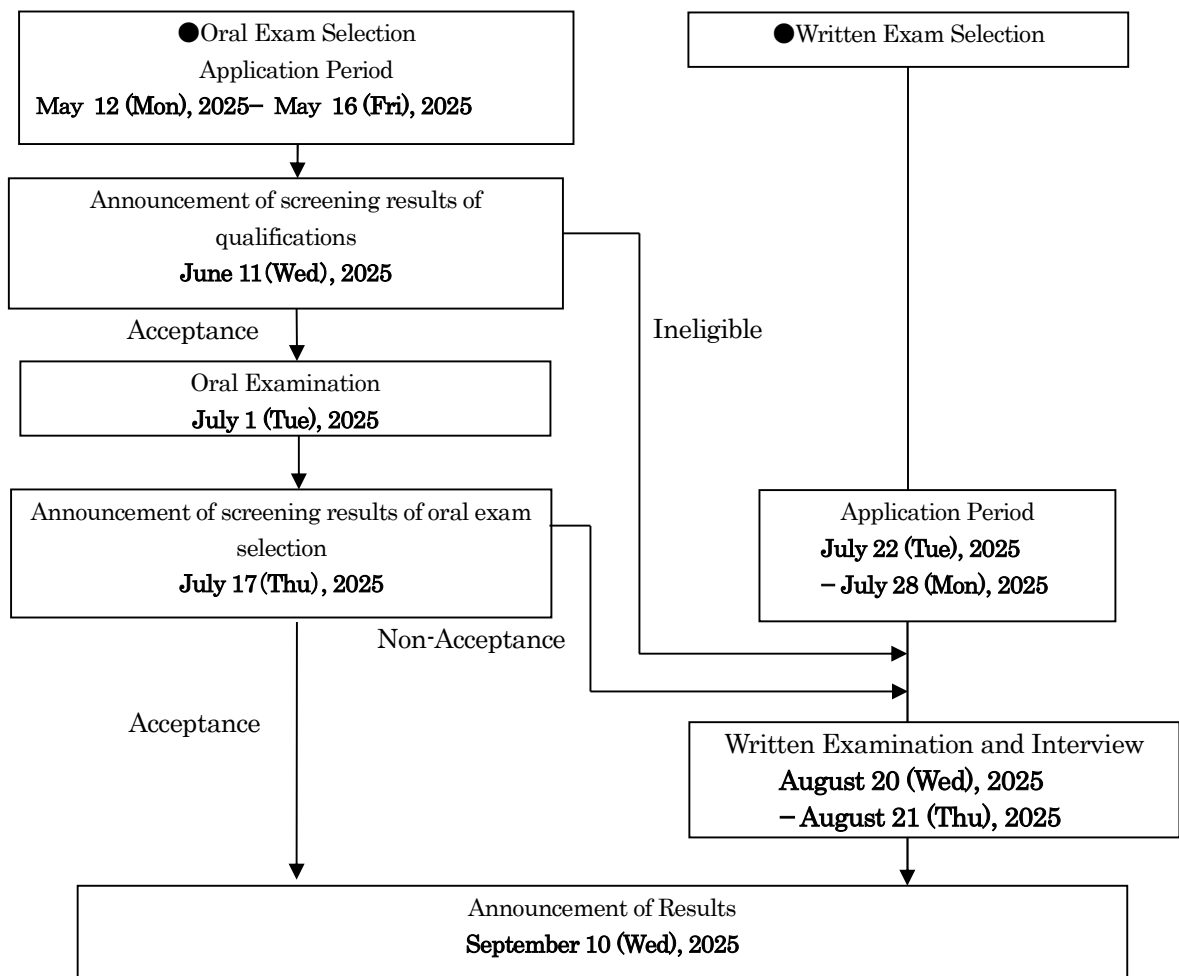 ●Oral Exam Selection
Application Period
May 12 (Mon), 2025– May 16 (Fri), 2025
●Written Exam Selection
Announcement of screening results of
qualifications
June 11 (Wed), 2025
Acceptance
Ineligible
Oral Examination
July 1 (Tue), 2025
Announcement of screening results of oral exam
selection
July 17 (Thu), 2025
Application Period
July 22 (Tue), 2025
– July 28 (Mon), 2025
Non-Acceptance
Acceptance
Written Examination and Interview
August 20 (Wed), 2025
– August 21 (Thu), 2025
Announcement of Results
September 10 (Wed), 2025